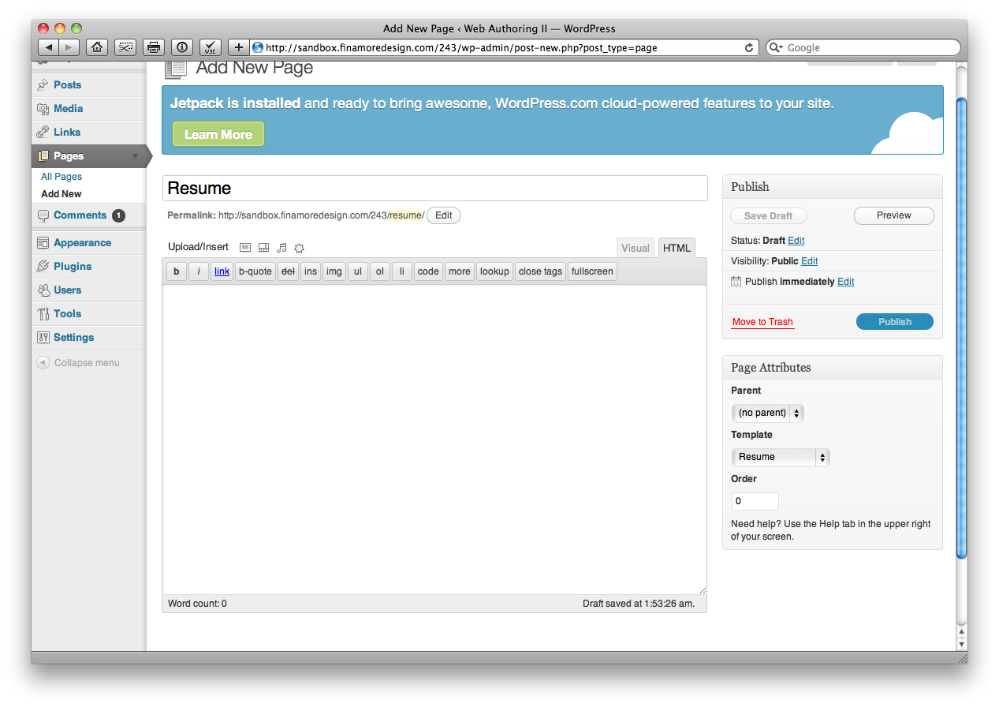 Add New Page ‹ Web Authoring II — WordPress
W3C
http://sandbox.finamoredesign.com/243/wp-admin/post-new.php?post_type=page
Google
Posts
Media
Links
Pages
All Pages
Add New
Comments 1
Appearance
Plugins
Users
Tools
Settings
Collapse menu
Add New Page
Jetpack is installed and ready to bring awesome, WordPress.com cloud-powered features to your site.
Learn More
Resume
Permalink: http://sandbox.finamoredesign.com/243/resume/ Edit
Upload/Insert
Visual HTML
b i link b-quote del ins img ul ol li code more lookup close tags fullscreen
Word count: 0
Draft saved at 1:53:26 am.
Publish
Save Draft Preview
Status: Draft Edit
Visibility: Public Edit
11 Publish immediately Edit
Move to Trash Publish
Page Attributes
Parent
(no parent)
Template
Resume
Order
0
Need help? Use the Help tab in the upper right
of your screen.